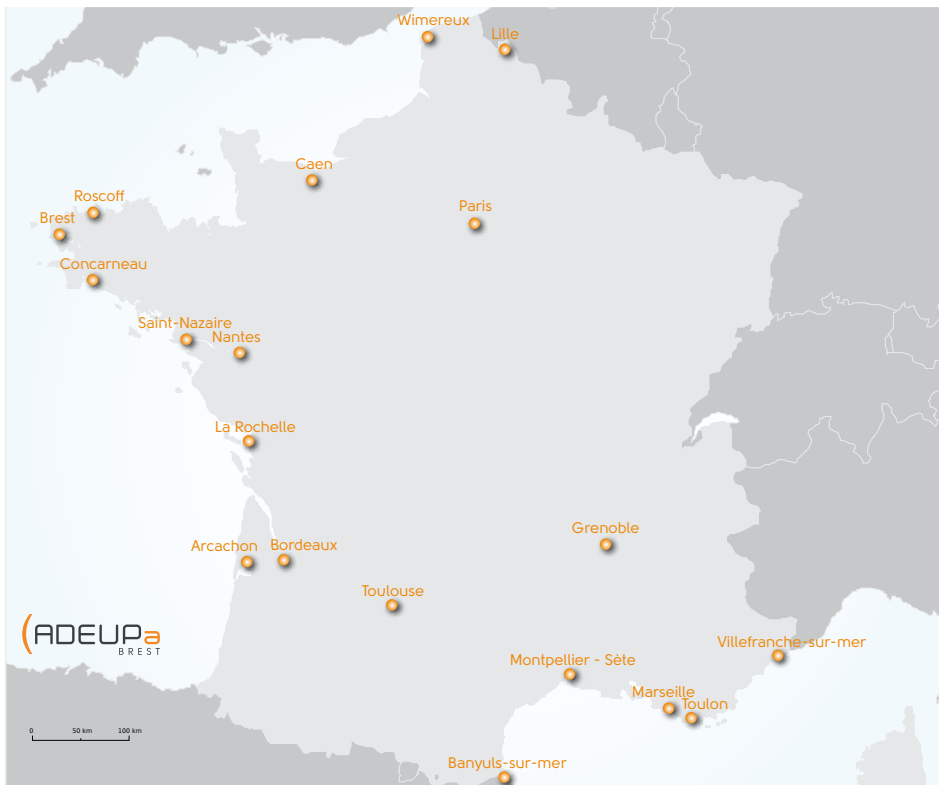 Wimereux
Lille
Caen
Roscoff
Paris
Brest
Concarneau
Saint-Nazaire
Nantes
La Rochelle
Grenoble
Arcachon
Bordeaux
Toulouse
ADEUPa
BREST
Villefranche-sur-mer
Montpellier - Sète
Marseille
Toulon
0 50 km 100 km
Banyuls-sur-mer